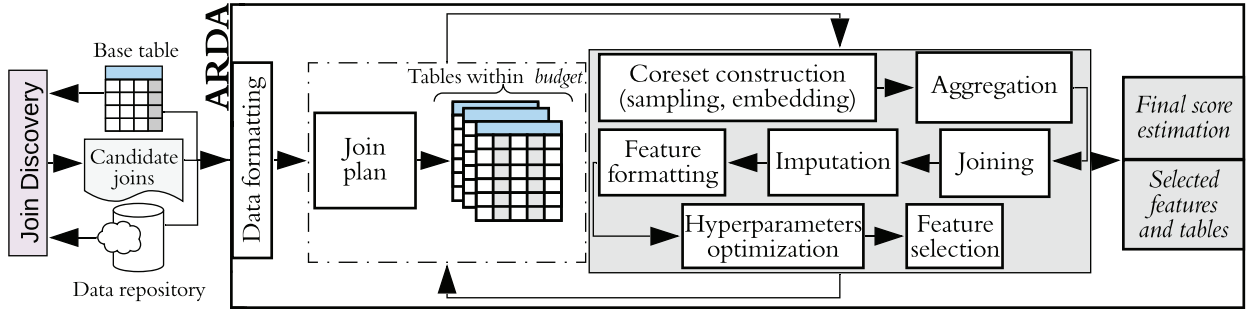 Join Discovery
Base table
Candidate
joins
Data repository
ARDA
Data formatting
Join
plan
Tables within budget
Coreset construction
(sampling, embedding)
Aggregation
Feature
formatting
Imputation
Joining
Hyperparameters
optimization
Feature
selection
Final score
estimation
Selected
features
and tables